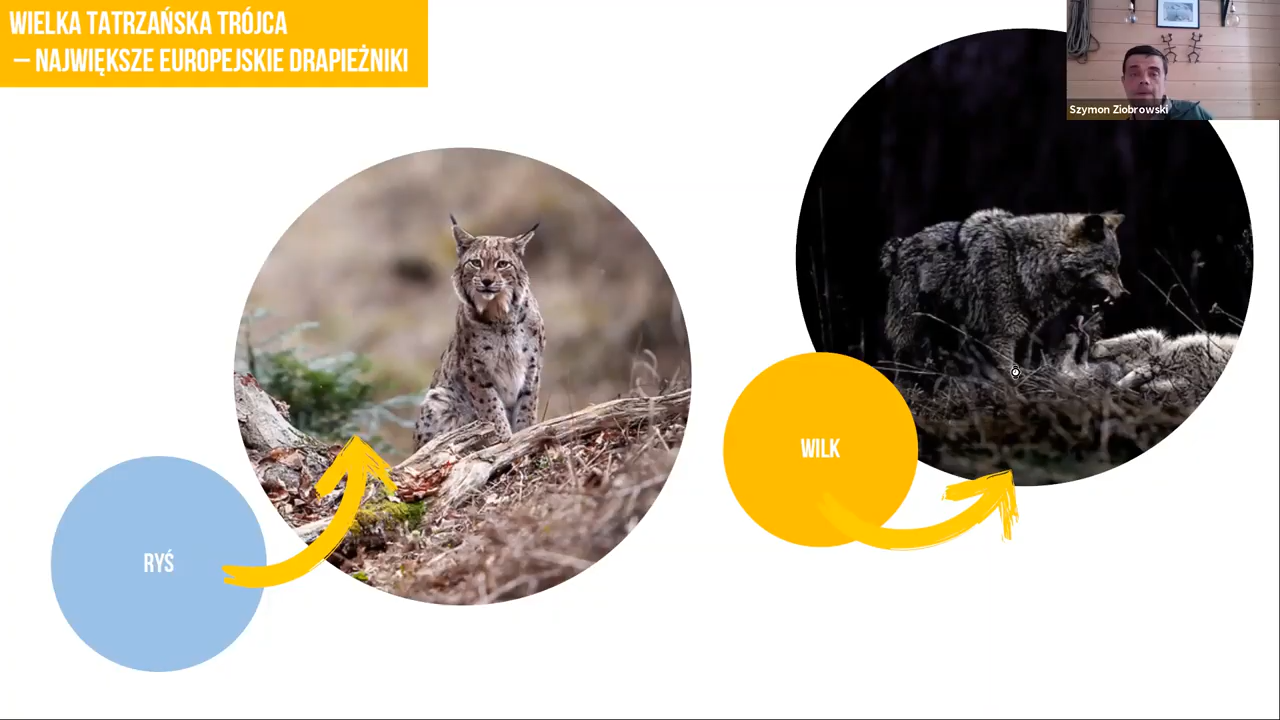 WIELKA TATRZAŃSKA TRÓJCA
– NAJWIĘKSZE EUROPEJSKIE DRAPIEŻNIKI
Szymon Ziobrowski
WILK
RYŚ